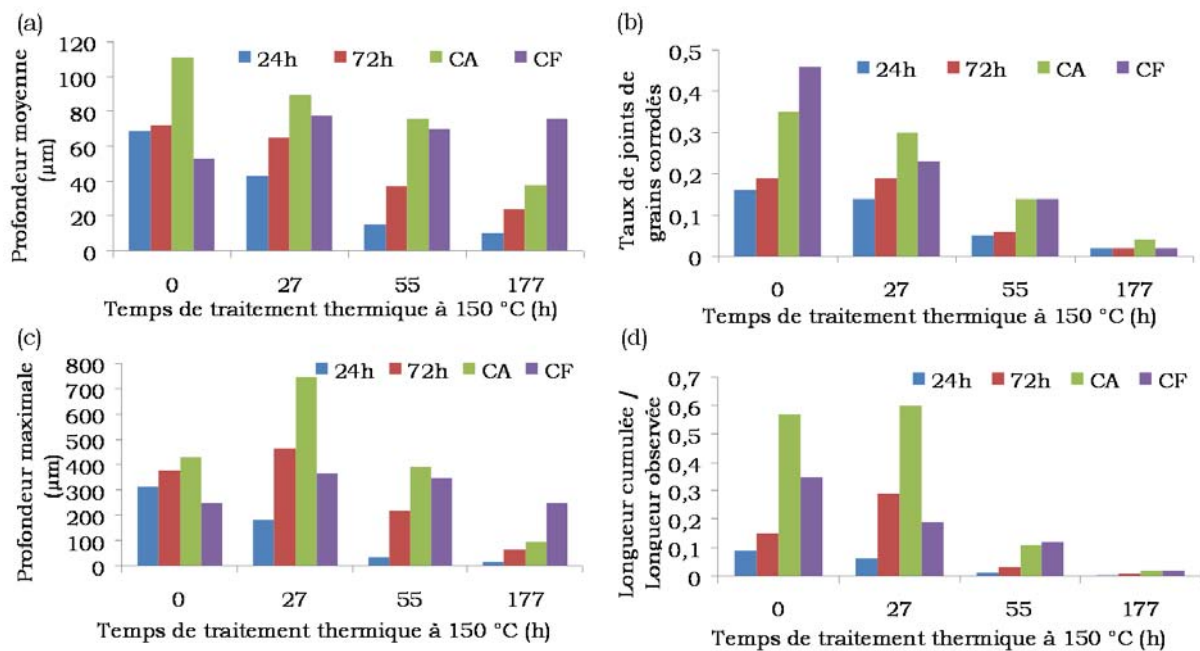 (a)
24h 72h CA CF
Profondeur moyenne
(µm)
120
100
80
60
40
20
0
0 27 55 177
Temps de traitement thermique à 150 °C (h)
(b)
24h 72h CA CF
Taux de joints de
grains corrodés
0,5
0,4
0,3
0,2
0,1
0
0 27 55 177
Temps de traitement thermique à 150 °C (h)
(c)
24h 72h CA CF
Profondeur maximale
(µm)
800
700
600
500
400
300
200
100
0
0 27 55 177
Temps de traitement thermique à 150 °C (h)
(d)
24h 72h CA CF
Longueur cumulée /
Longueur observée
0,7
0,6
0,5
0,4
0,3
0,2
0,1
0
0 27 55 177
Temps de traitement thermique à 150 °C (h)